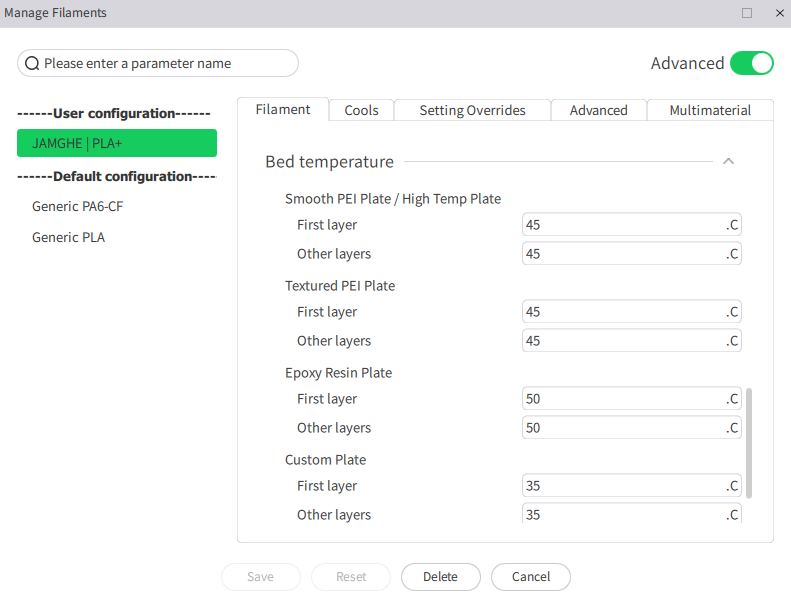 Manage Filaments
Please enter a parameter name
Advanced
------User configuration------
JAMGHE | PLA+
------Default configuration----
Generic PA6-CF
Generic PLA
Filament Cools Setting Overrides Advanced Multimaterial
Bed temperature
Smooth PEI Plate / High Temp Plate
First layer 45 .C
Other layers 45 .C
Textured PEI Plate
First layer 45 .C
Other layers 45 .C
Epoxy Resin Plate
First layer 50 .C
Other layers 50 .C
Custom Plate
First layer 35 .C
Other layers 35 .C
Save Reset Delete Cancel